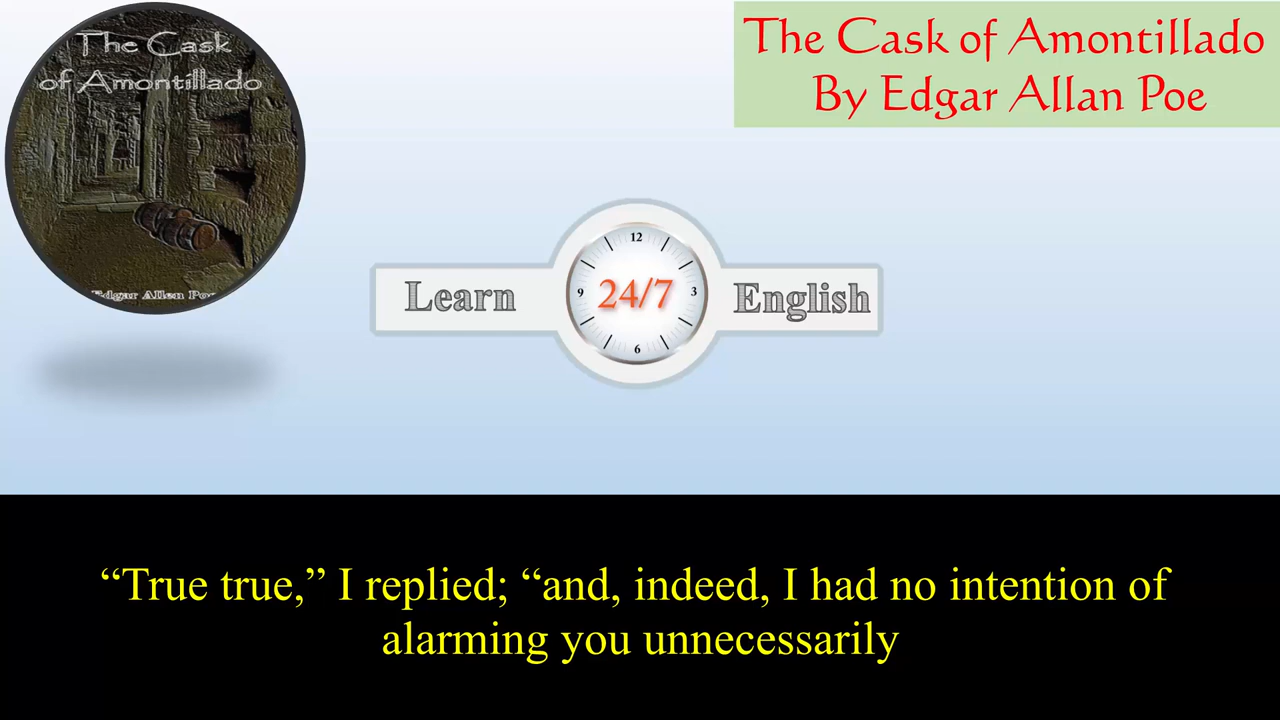 The Cask
of Amontillado
Edgar Allen Poe
The Cask of Amontillado
By Edgar Allan Poe
Learn
12
9
24/7
3
6
English
“True true,” I replied; “and, indeed, I had no intention of
alarming you unnecessarily